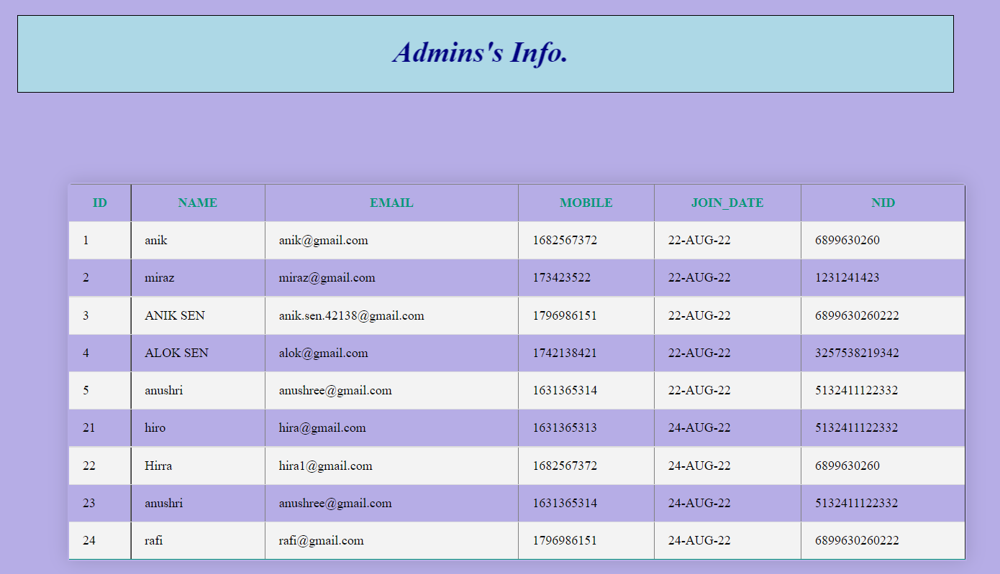 Admins's Info.
ID NAME EMAIL MOBILE JOIN_DATE NID
1 anik anik@gmail.com 1682567372 22-AUG-22 6899630260
2 miraz miraz@gmail.com 173423522 22-AUG-22 1231241423
3 ANIK SEN anik.sen.42138@gmail.com 1796986151 22-AUG-22 6899630260222
4 ALOK SEN alok@gmail.com 1742138421 22-AUG-22 3257538219342
5 anushri anushree@gmail.com 1631365314 22-AUG-22 5132411122332
21 hiro hira@gmail.com 1631365313 24-AUG-22 5132411122332
22 Hirra hira1@gmail.com 1682567372 24-AUG-22 6899630260
23 anushri anushree@gmail.com 1631365314 24-AUG-22 5132411122332
24 rafi rafi@gmail.com 1796986151 24-AUG-22 6899630260222